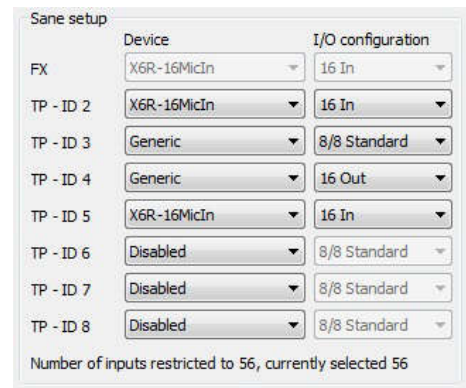 Sane setup
Device I/O configuration
FX X6R-16MicIn 16 In
TP - ID 2 X6R-16MicIn 16 In
TP - ID 3 Generic 8/8 Standard
TP - ID 4 Generic 16 Out
TP - ID 5 X6R-16MicIn 16 In
TP - ID 6 Disabled 8/8 Standard
TP - ID 7 Disabled 8/8 Standard
TP - ID 8 Disabled 8/8 Standard
Number of inputs restricted to 56, currently selected 56